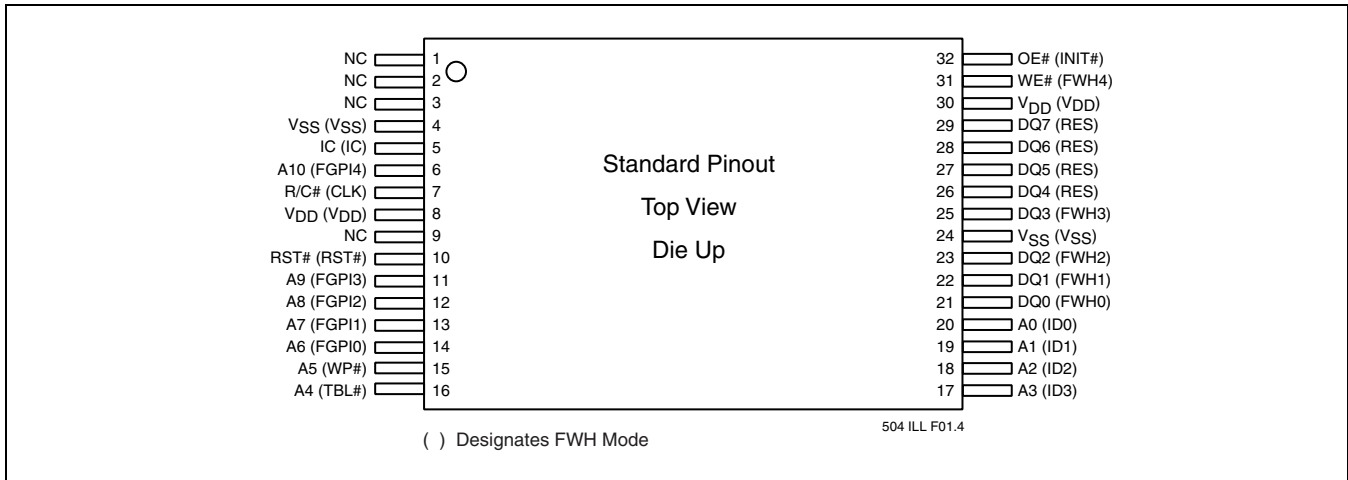 NC 1
NC 2
NC 3
VSS (VSS) 4
IC (IC) 5
A10 (FGPI4) 6
R/C# (CLK) 7
VDD (VDD) 8
NC 9
RST# (RST#) 10
A9 (FGPI3) 11
A8 (FGPI2) 12
A7 (FGPI1) 13
A6 (FGPI0) 14
A5 (WP#) 15
A4 (TBL#) 16
Standard Pinout
Top View
Die Up
32 OE# (INIT#)
31 WE# (FWH4)
30 VDD (VDD)
29 DQ7 (RES)
28 DQ6 (RES)
27 DQ5 (RES)
26 DQ4 (RES)
25 DQ3 (FWH3)
24 VSS (VSS)
23 DQ2 (FWH2)
22 DQ1 (FWH1)
21 DQ0 (FWH0)
20 A0 (ID0)
19 A1 (ID1)
18 A2 (ID2)
17 A3 (ID3)
504 ILL F01.4
( ) Designates FWH Mode